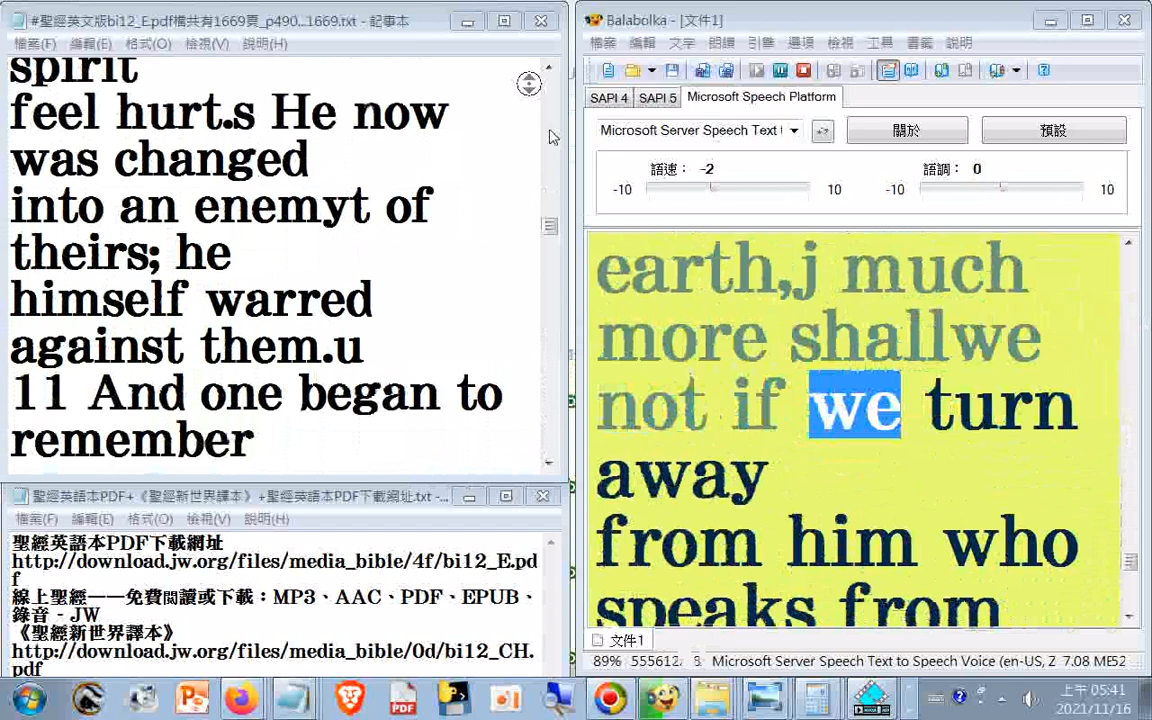 #聖經英文版bi12_E.pdf檔共有1669頁_p490...1669.txt - 記事本
檔案(F) 編輯(E) 格式(O) 檢視(V) 說明(H)
spirit
feel hurt.s He now
was changed
into an enemyt of
theirs; he
himself warred
against them.u
11 And one began to
remember
聖經英語本PDF+《聖經新世界譯本》+聖經英語本PDF下載網址.txt -...
檔案(F) 編輯(E) 格式(O) 檢視(V) 說明(H)
聖經英語本PDF下載網址
http://download.jw.org/files/media_bible/4f/bi12_E.pd
f
線上聖經——免費閱讀或下載：MP3、AAC、PDF、EPUB、
錄音 - JW
《聖經新世界譯本》
http://download.jw.org/files/media_bible/0d/bi12_CH.
pdf
Balabolka - [文件1]
檔案 編輯 文字 朗讀 引擎 選項 檢視 工具 書籤 說明
SAPI 4 SAPI 5 Microsoft Speech Platform
Microsoft Server Speech Text 關於 預設
語速： -2 語調： 0
-10 10 -10 10
earth,j much
more shallwe
not if we turn
away
from him who
speaks from
文件1
89% 555612 Microsoft Server Speech Text to Speech Voice (en-US, Z 7.08 ME52
PDF
上午 05:41
2021/11/16